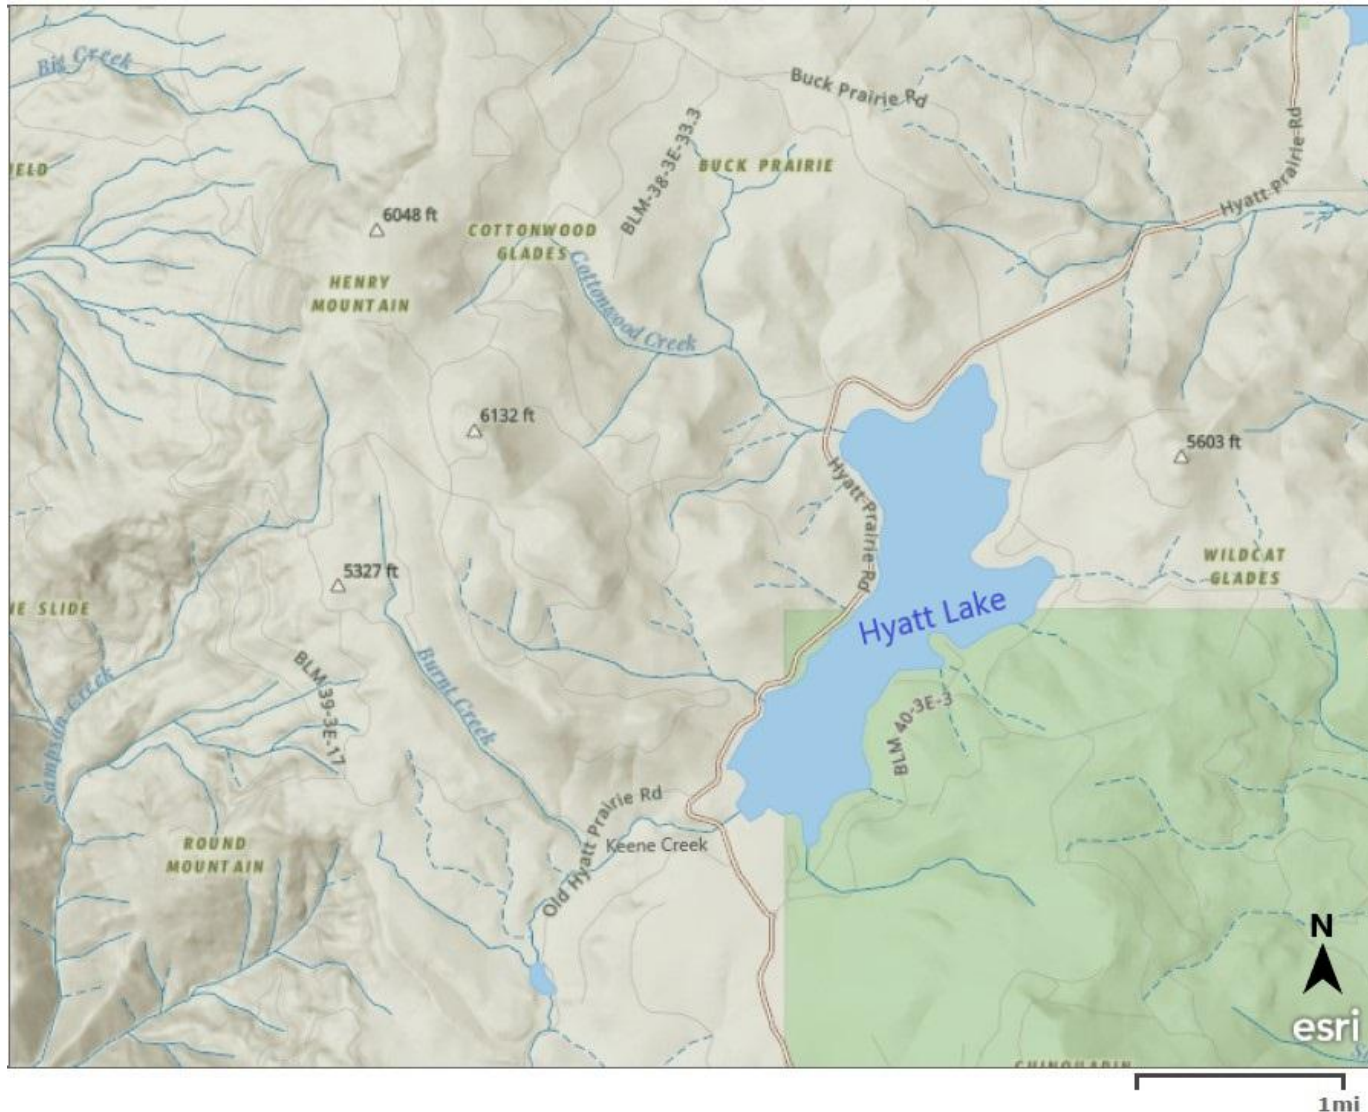 Big Creek
Buck Prairie Rd
BLM-38-3E-33.3
BUCK PRAIRIE
Hyatt-Prairie-Rd
IELD
6048 ft
COTTONWOOD
GLADES
Cottonwood Creek
HENRY
MOUNTAIN
6132 ft
5603 ft
Hyatt-Prairie-Rd
WILDCAT
GLADES
5327 ft
IE SLIDE
Hyatt Lake
BLM-39-3E-17
Burnt Creek
Sampson Creek
BLM 40-3E-3
Old Hyatt Prairie Rd
Keene Creek
ROUND
MOUNTAIN
N
esri
CHINQUAPIN
1mi